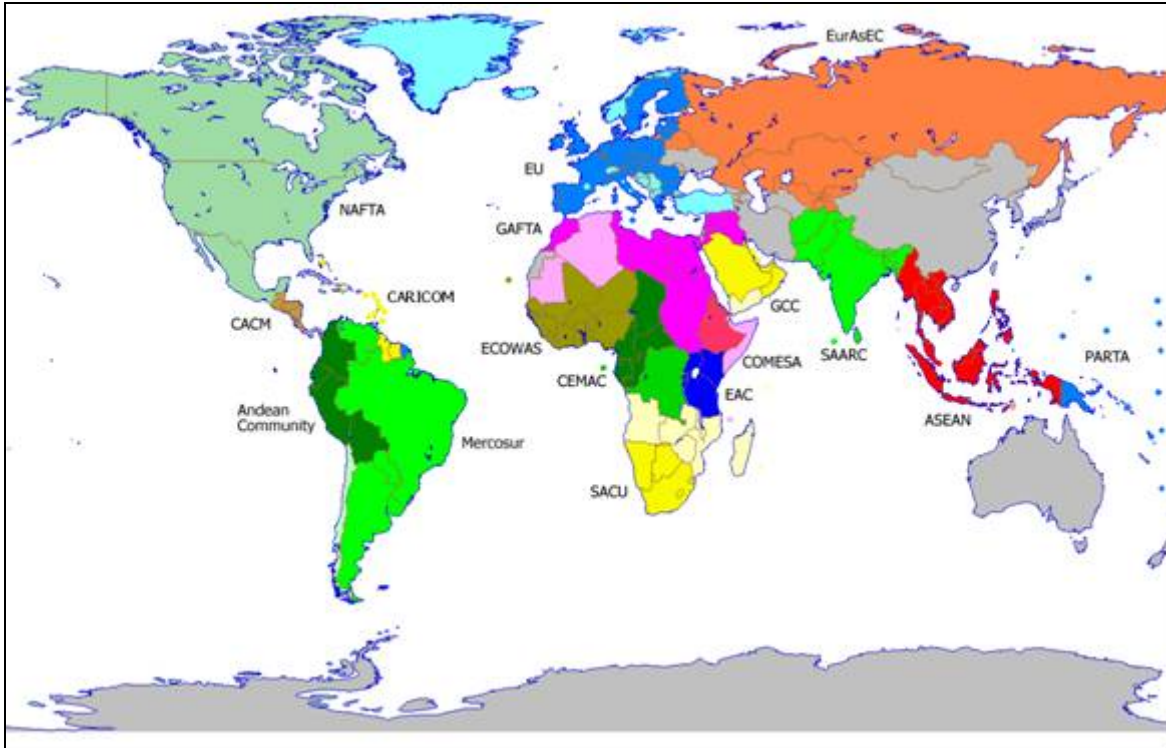 EurAsEC
EU
NAFTA
GAFTA
CARICOM
GCC
CACM
ECOWAS
SAARC
PARTA
COMESA
CEMAC
EAC
Andean
Community
ASEAN
Mercosur
SACU